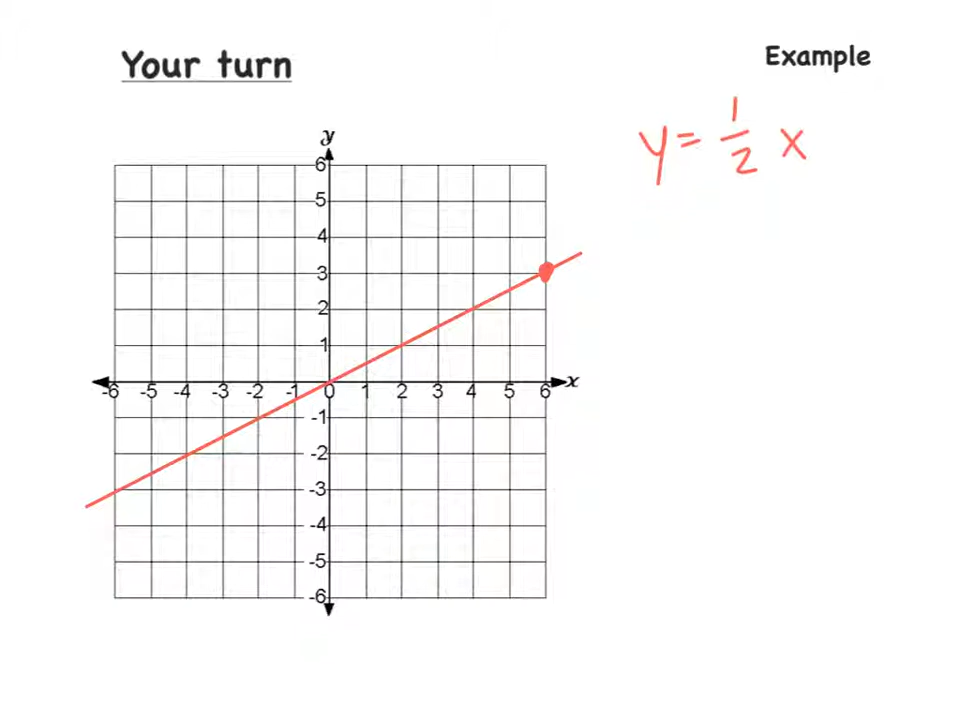 Your turn
Example
y = 1/2 x
y
6
5
4
3
2
1
-6 -5 -4 -3 -2 -1 0 1 2 3 4 5 6 x
-1
-2
-3
-4
-5
-6